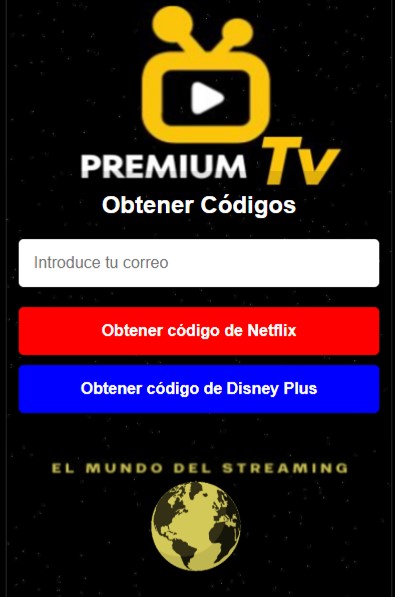 PREMIUM Tv
Obtener Códigos
Introduce tu correo
Obtener código de Netflix
Obtener código de Disney Plus
EL MUNDO DEL STREAMING